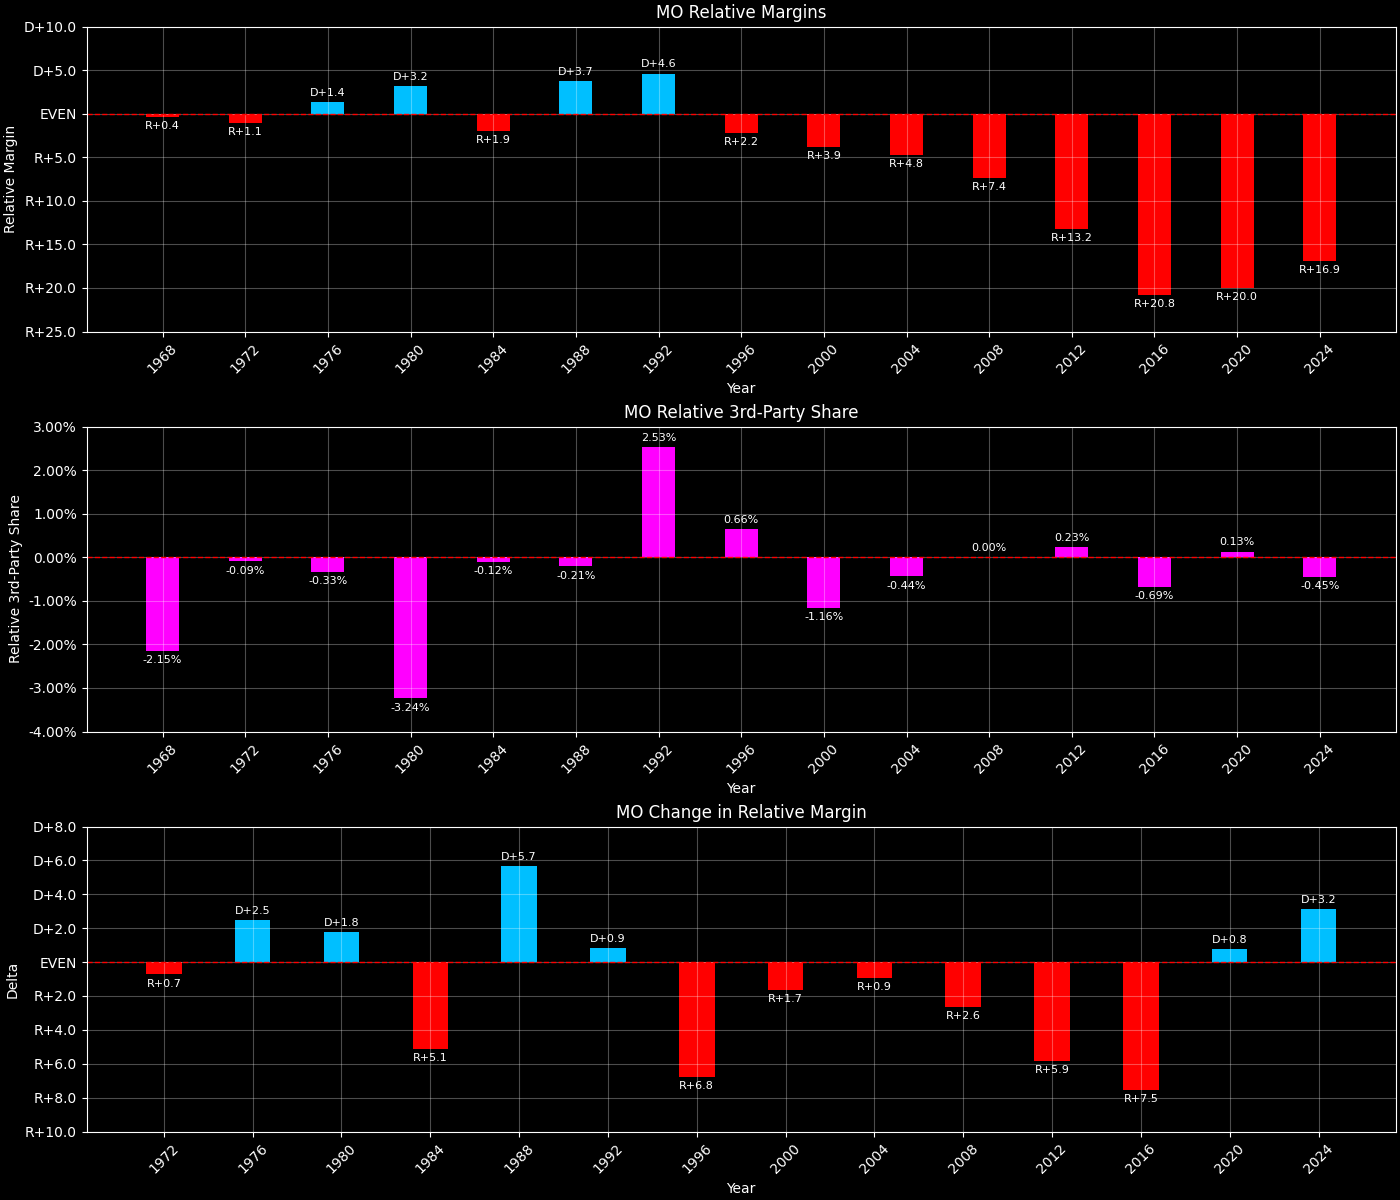 MO Relative Margins
D+10.0
D+5.0
EVEN
R+5.0
R+10.0
R+15.0
R+20.0
R+25.0
Relative Margin
R+0.4
R+1.1
D+1.4
D+3.2
R+1.9
D+3.7
D+4.6
R+2.2
R+3.9
R+4.8
R+7.4
R+13.2
R+20.8
R+20.0
R+16.9
1968
1972
1976
1980
1984
1988
1992
1996
2000
2004
2008
2012
2016
2020
2024
Year
MO Relative 3rd-Party Share
3.00%
2.00%
1.00%
0.00%
-1.00%
-2.00%
-3.00%
-4.00%
Relative 3rd-Party Share
-2.15%
-0.09%
-0.33%
-3.24%
-0.12%
-0.21%
2.53%
0.66%
-1.16%
-0.44%
0.00%
0.23%
-0.69%
0.13%
-0.45%
1968
1972
1976
1980
1984
1988
1992
1996
2000
2004
2008
2012
2016
2020
2024
Year
MO Change in Relative Margin
D+8.0
D+6.0
D+4.0
D+2.0
EVEN
R+2.0
R+4.0
R+6.0
R+8.0
R+10.0
Delta
R+0.7
D+2.5
D+1.8
R+5.1
D+5.7
D+0.9
R+6.8
R+1.7
R+0.9
R+2.6
R+5.9
R+7.5
D+0.8
D+3.2
1972
1976
1980
1984
1988
1992
1996
2000
2004
2008
2012
2016
2020
2024
Year